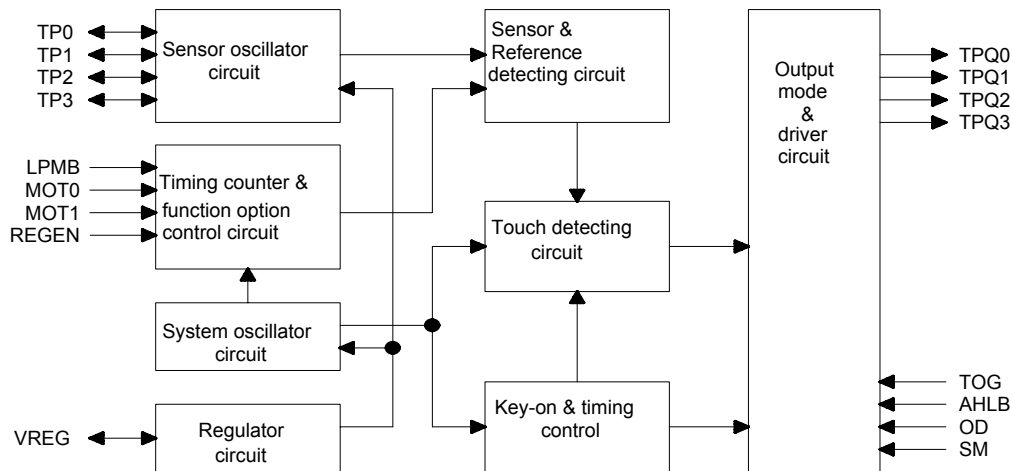 TP0
TP1
TP2
TP3
Sensor oscillator
circuit
Sensor &
Reference
detecting circuit
Output
mode
&
driver
circuit
TPQ0
TPQ1
TPQ2
TPQ3
LPMB
MOT0
MOT1
REGEN
Timing counter &
function option
control circuit
Touch detecting
circuit
System oscillator
circuit
VREG
Regulator
circuit
Key-on & timing
control
TOG
AHLB
OD
SM